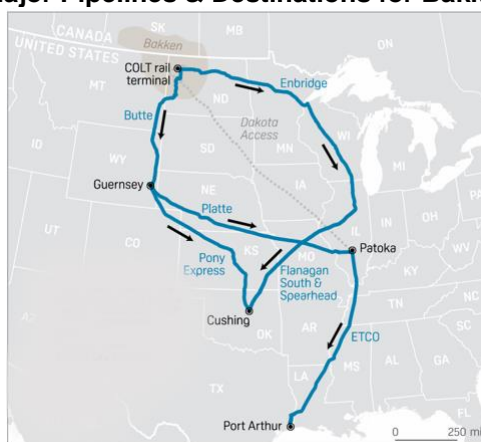 ajor Pipelines & Destinations for Bakk
CANADA
UNITED STATES
SK
MB
ON
Bakken
COLT rail
terminal
Enbridge
MT
ND
Butte
Dakota
Access
MN
WI
ID
SD
MI
WY
Guernsey
NE
IA
Platte
IL
IN
OH
PA
UT
CO
Pony
Express
KS
MO
Patoka
WV
Flanagan
South &
Spearhead
KY
Cushing
OK
AR
TN
NC
ETCO
SC
MS
AL
GA
TX
LA
Port Arthur
FL
0
250 mi